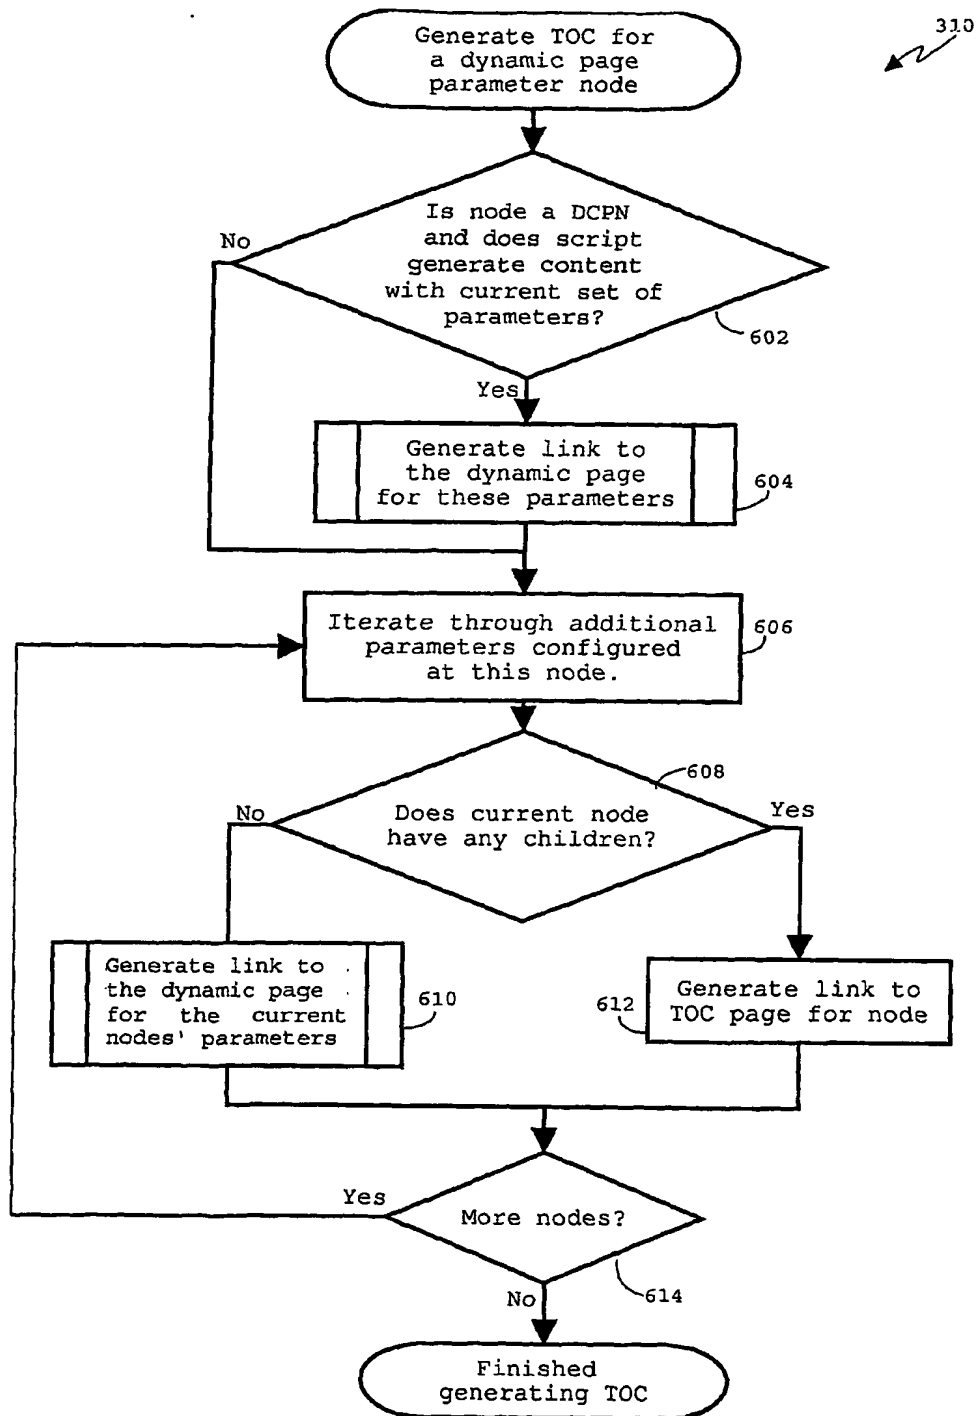 310
Generate TOC for
a dynamic page
parameter node
Is node a DCPN
and does script
generate content
with current set of
parameters?
No
602
Yes
Generate link to
the dynamic page
for these parameters
604
Iterate through additional
parameters configured
at this node.
606
608
Does current node
have any children?
No
Yes
Generate link to
the dynamic page
for the current
nodes' parameters
610
Generate link to
TOC page for node
612
More nodes?
Yes
614
No
Finished
generating TOC